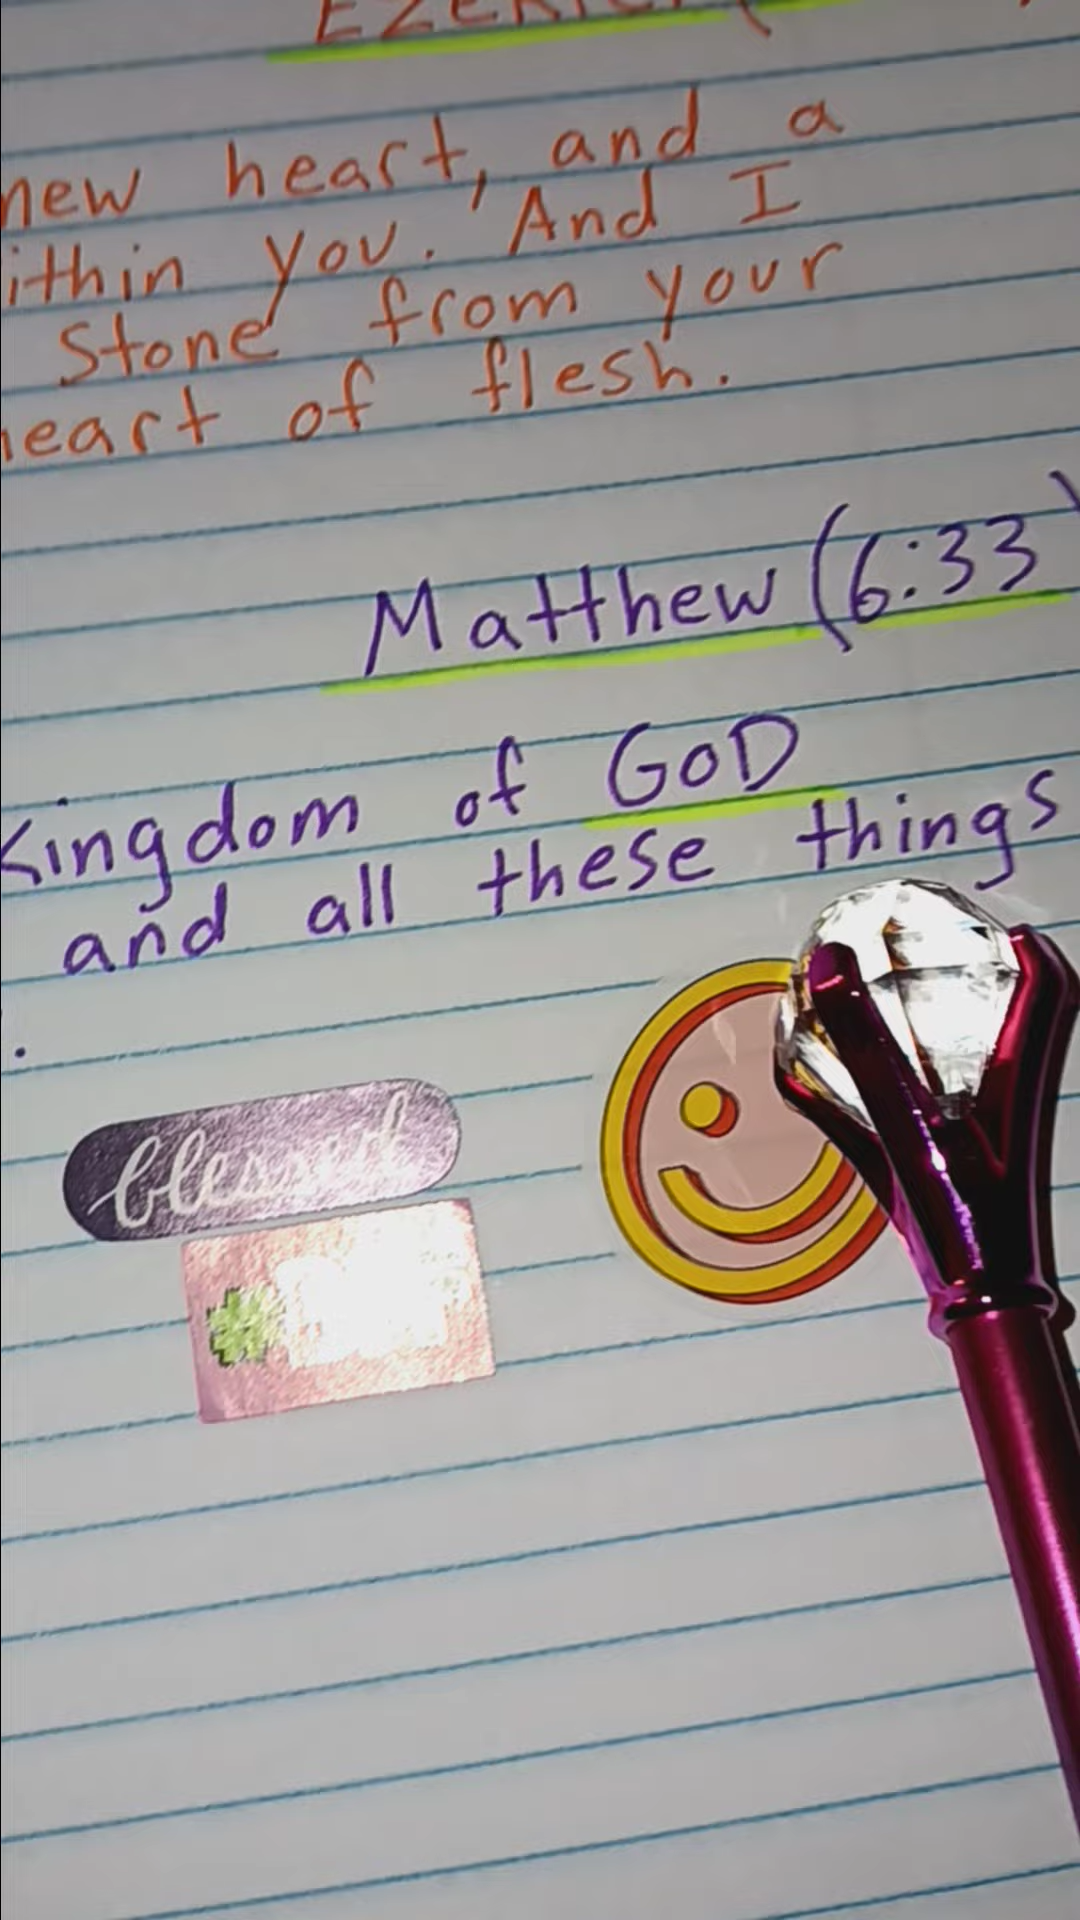 new heart, and a
ithin you. And I
Stone from your
eart of flesh.
Matthew (6:33)
Kingdom of GOD
and all these things
.
blessed